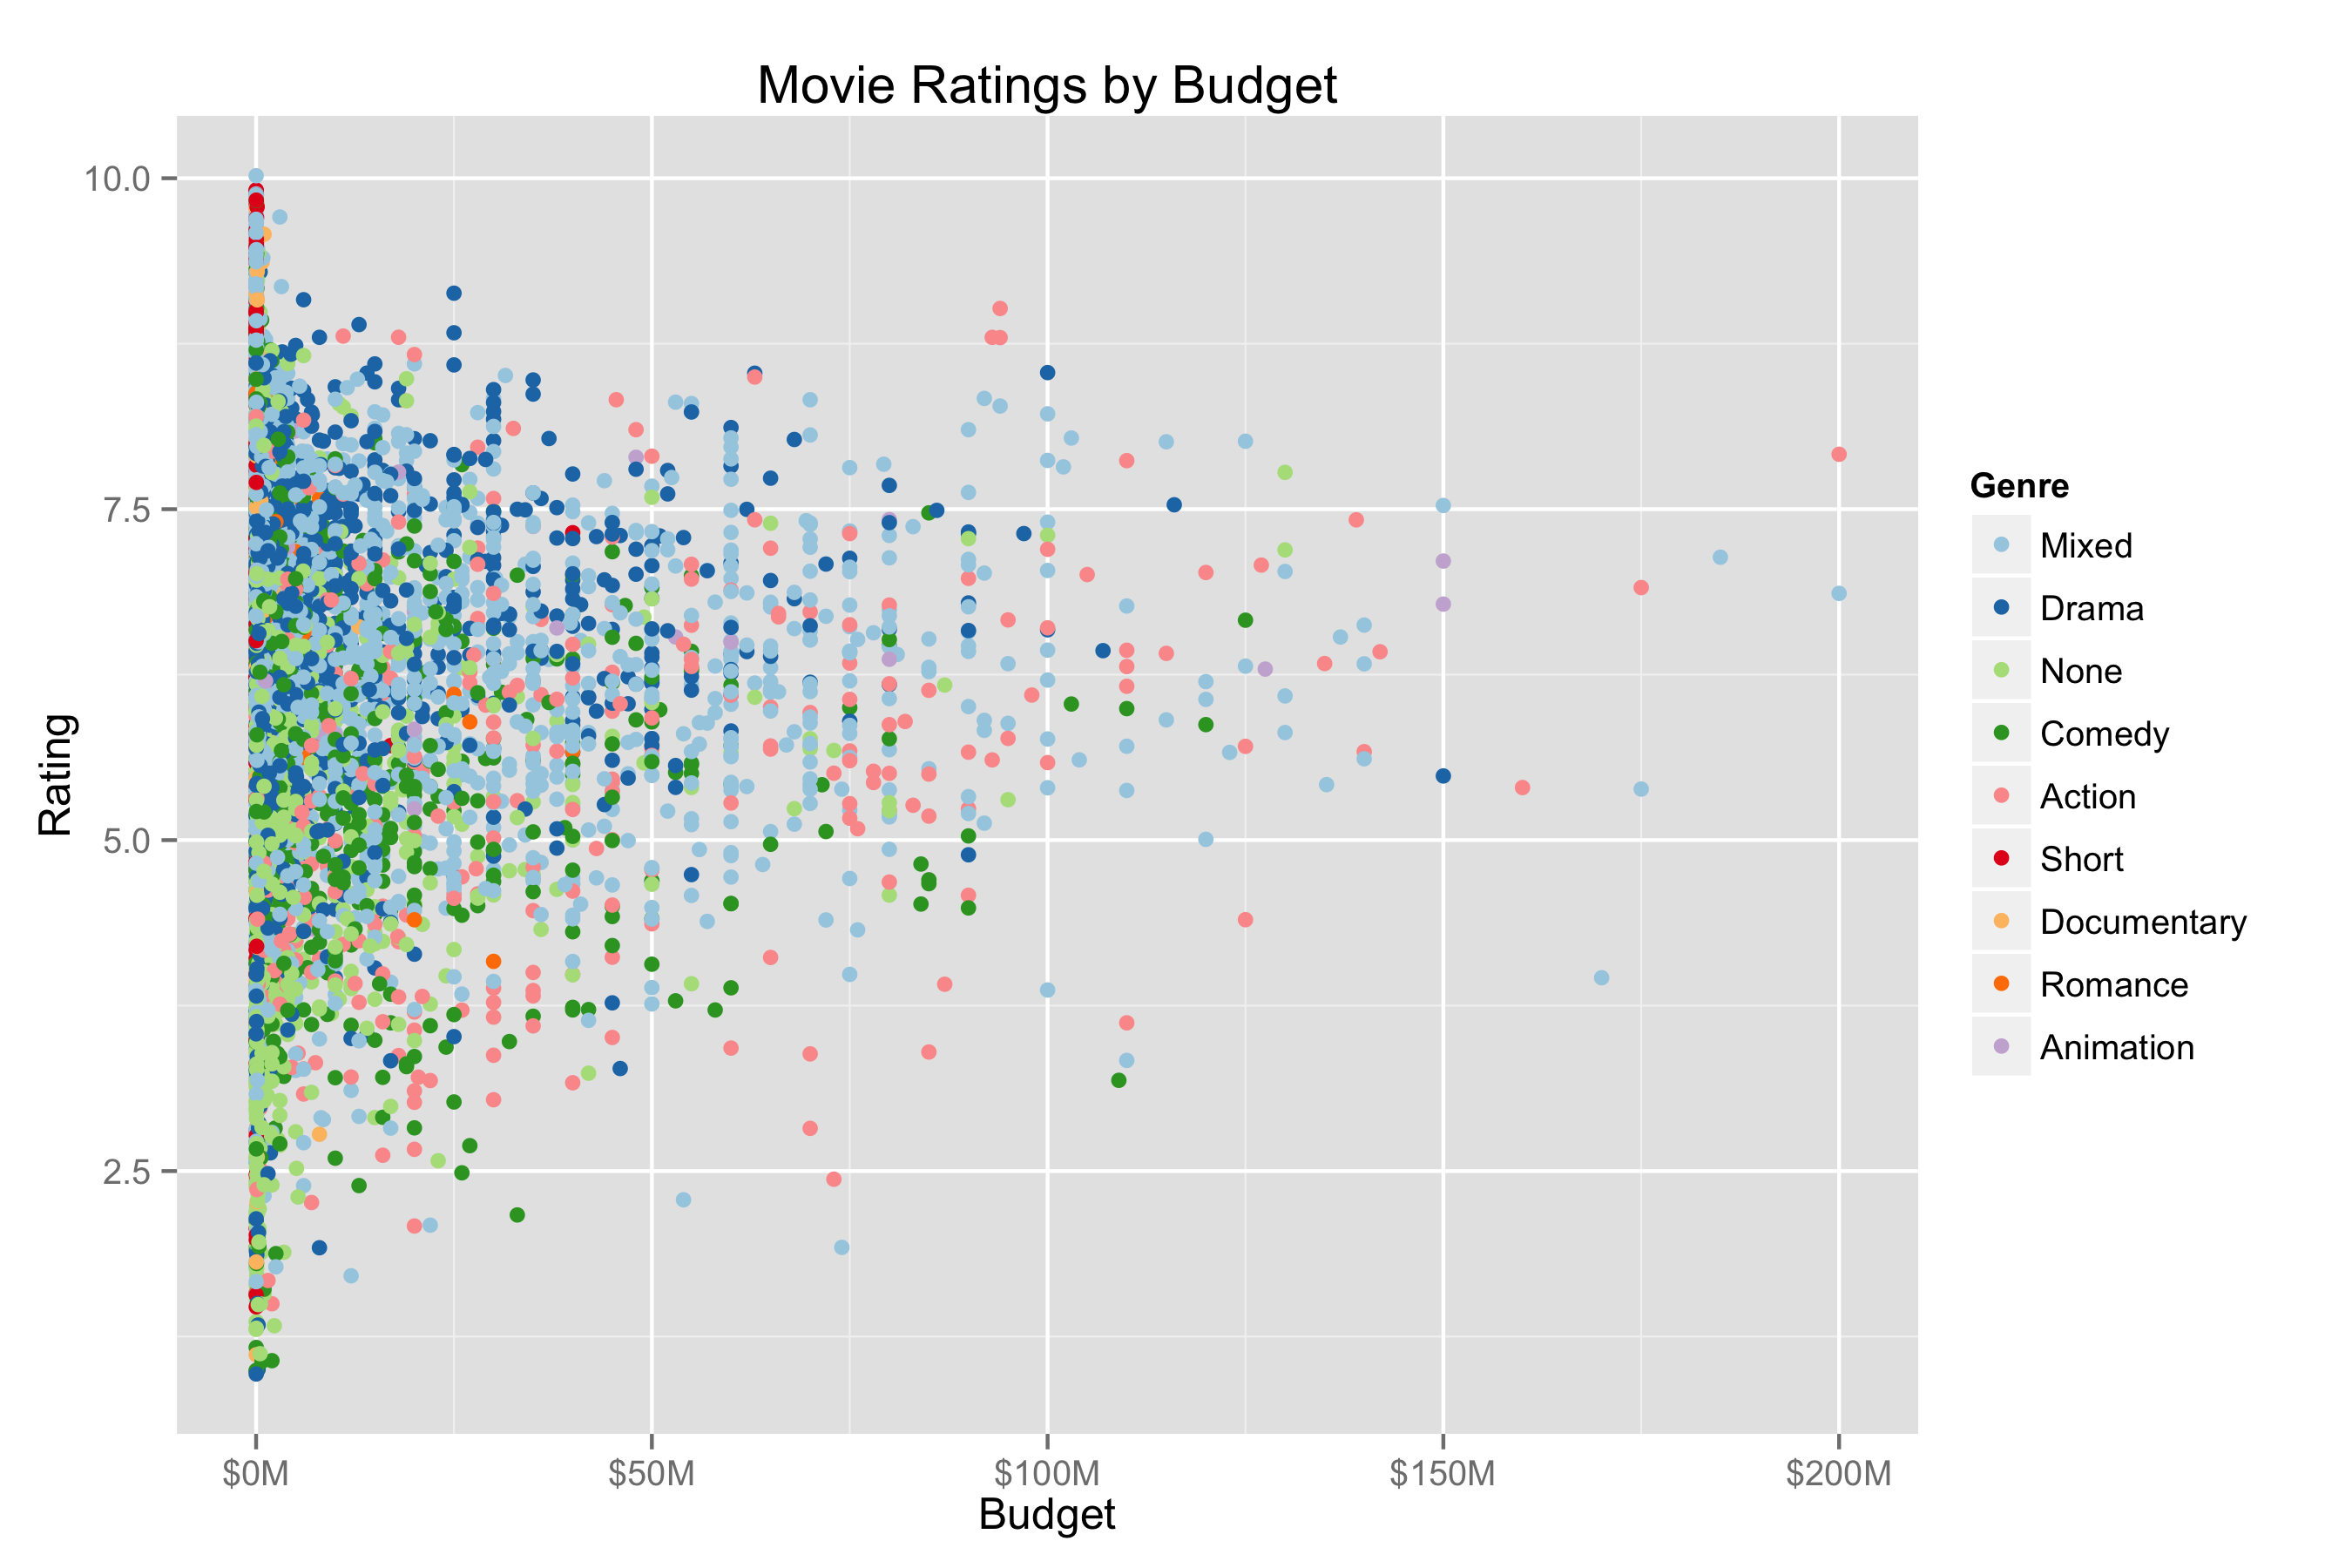 Movie Ratings by Budget
10.0
7.5
5.0
2.5
Rating
$0M
$50M
$100M
$150M
$200M
Budget
Genre
Mixed
Drama
None
Comedy
Action
Short
Documentary
Romance
Animation